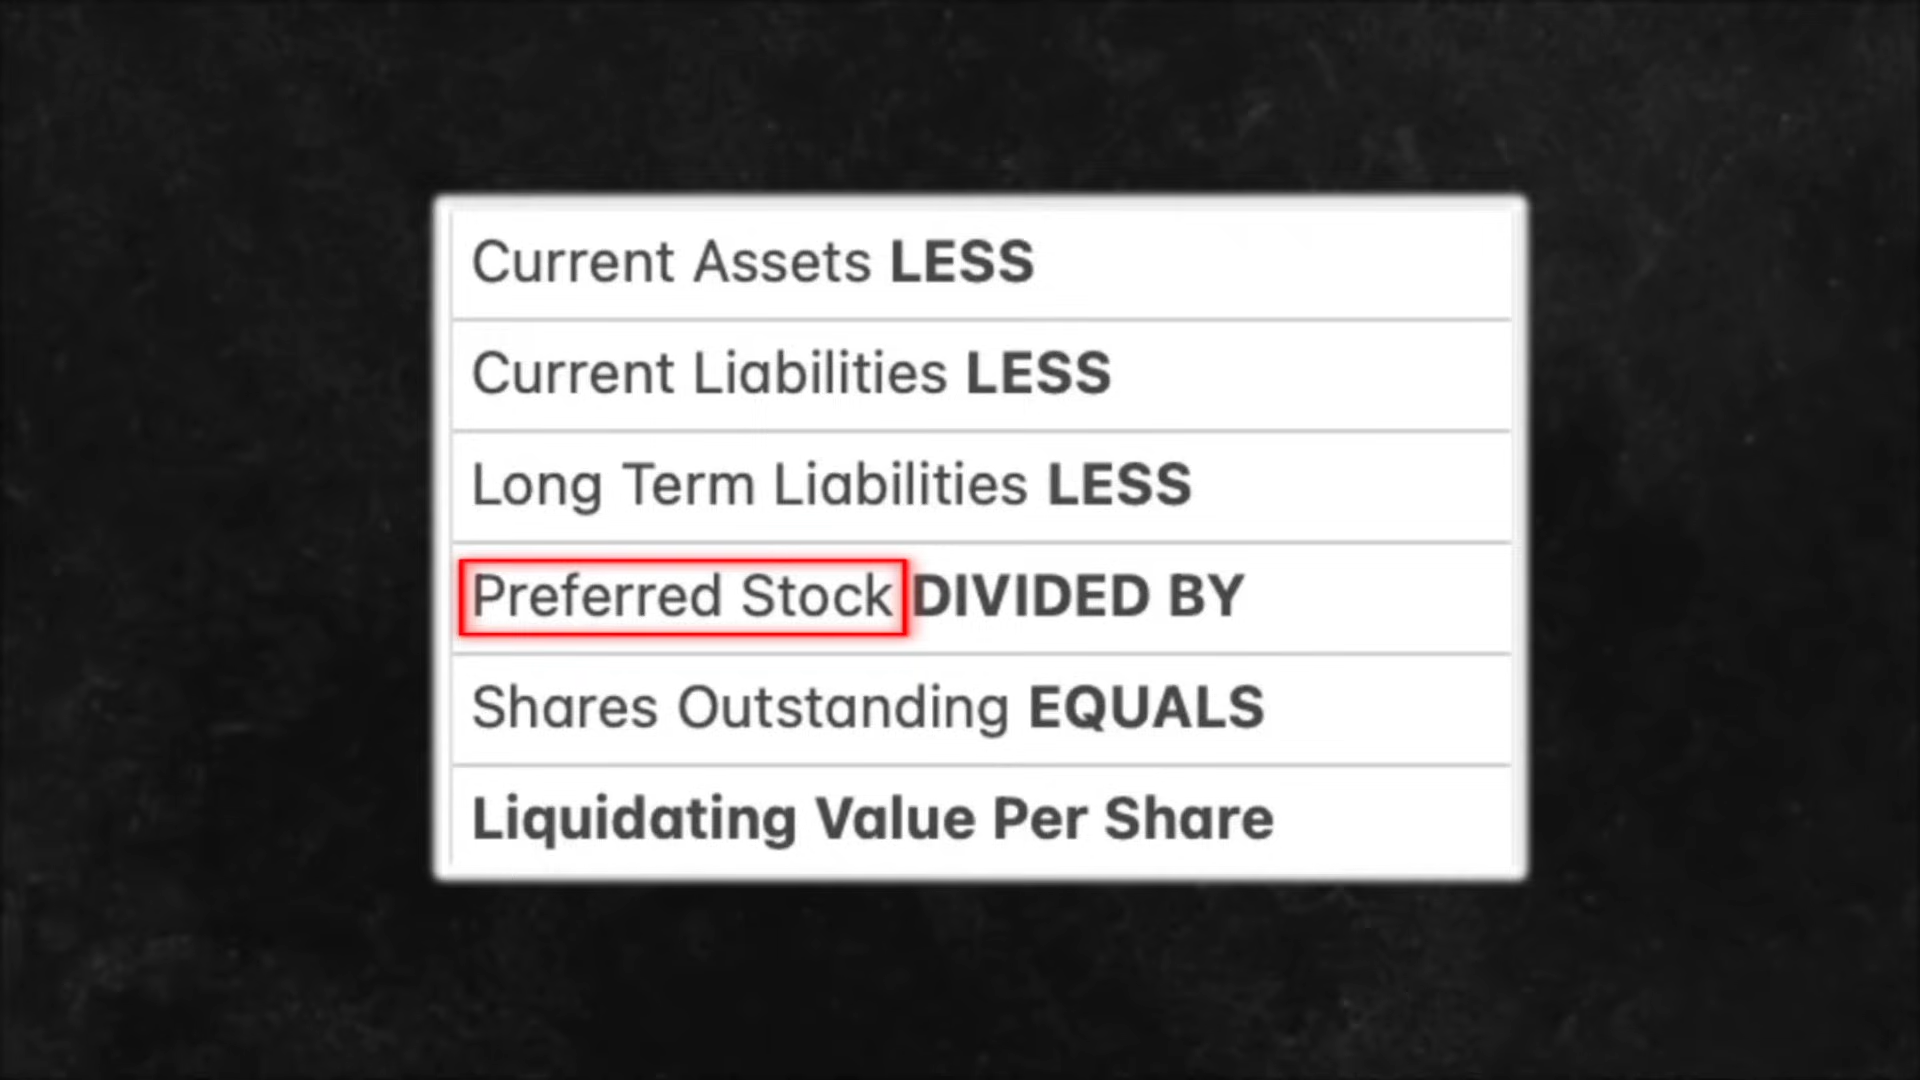 Current Assets LESS
Current Liabilities LESS
Long Term Liabilities LESS
Preferred Stock DIVIDED BY
Shares Outstanding EQUALS
Liquidating Value Per Share